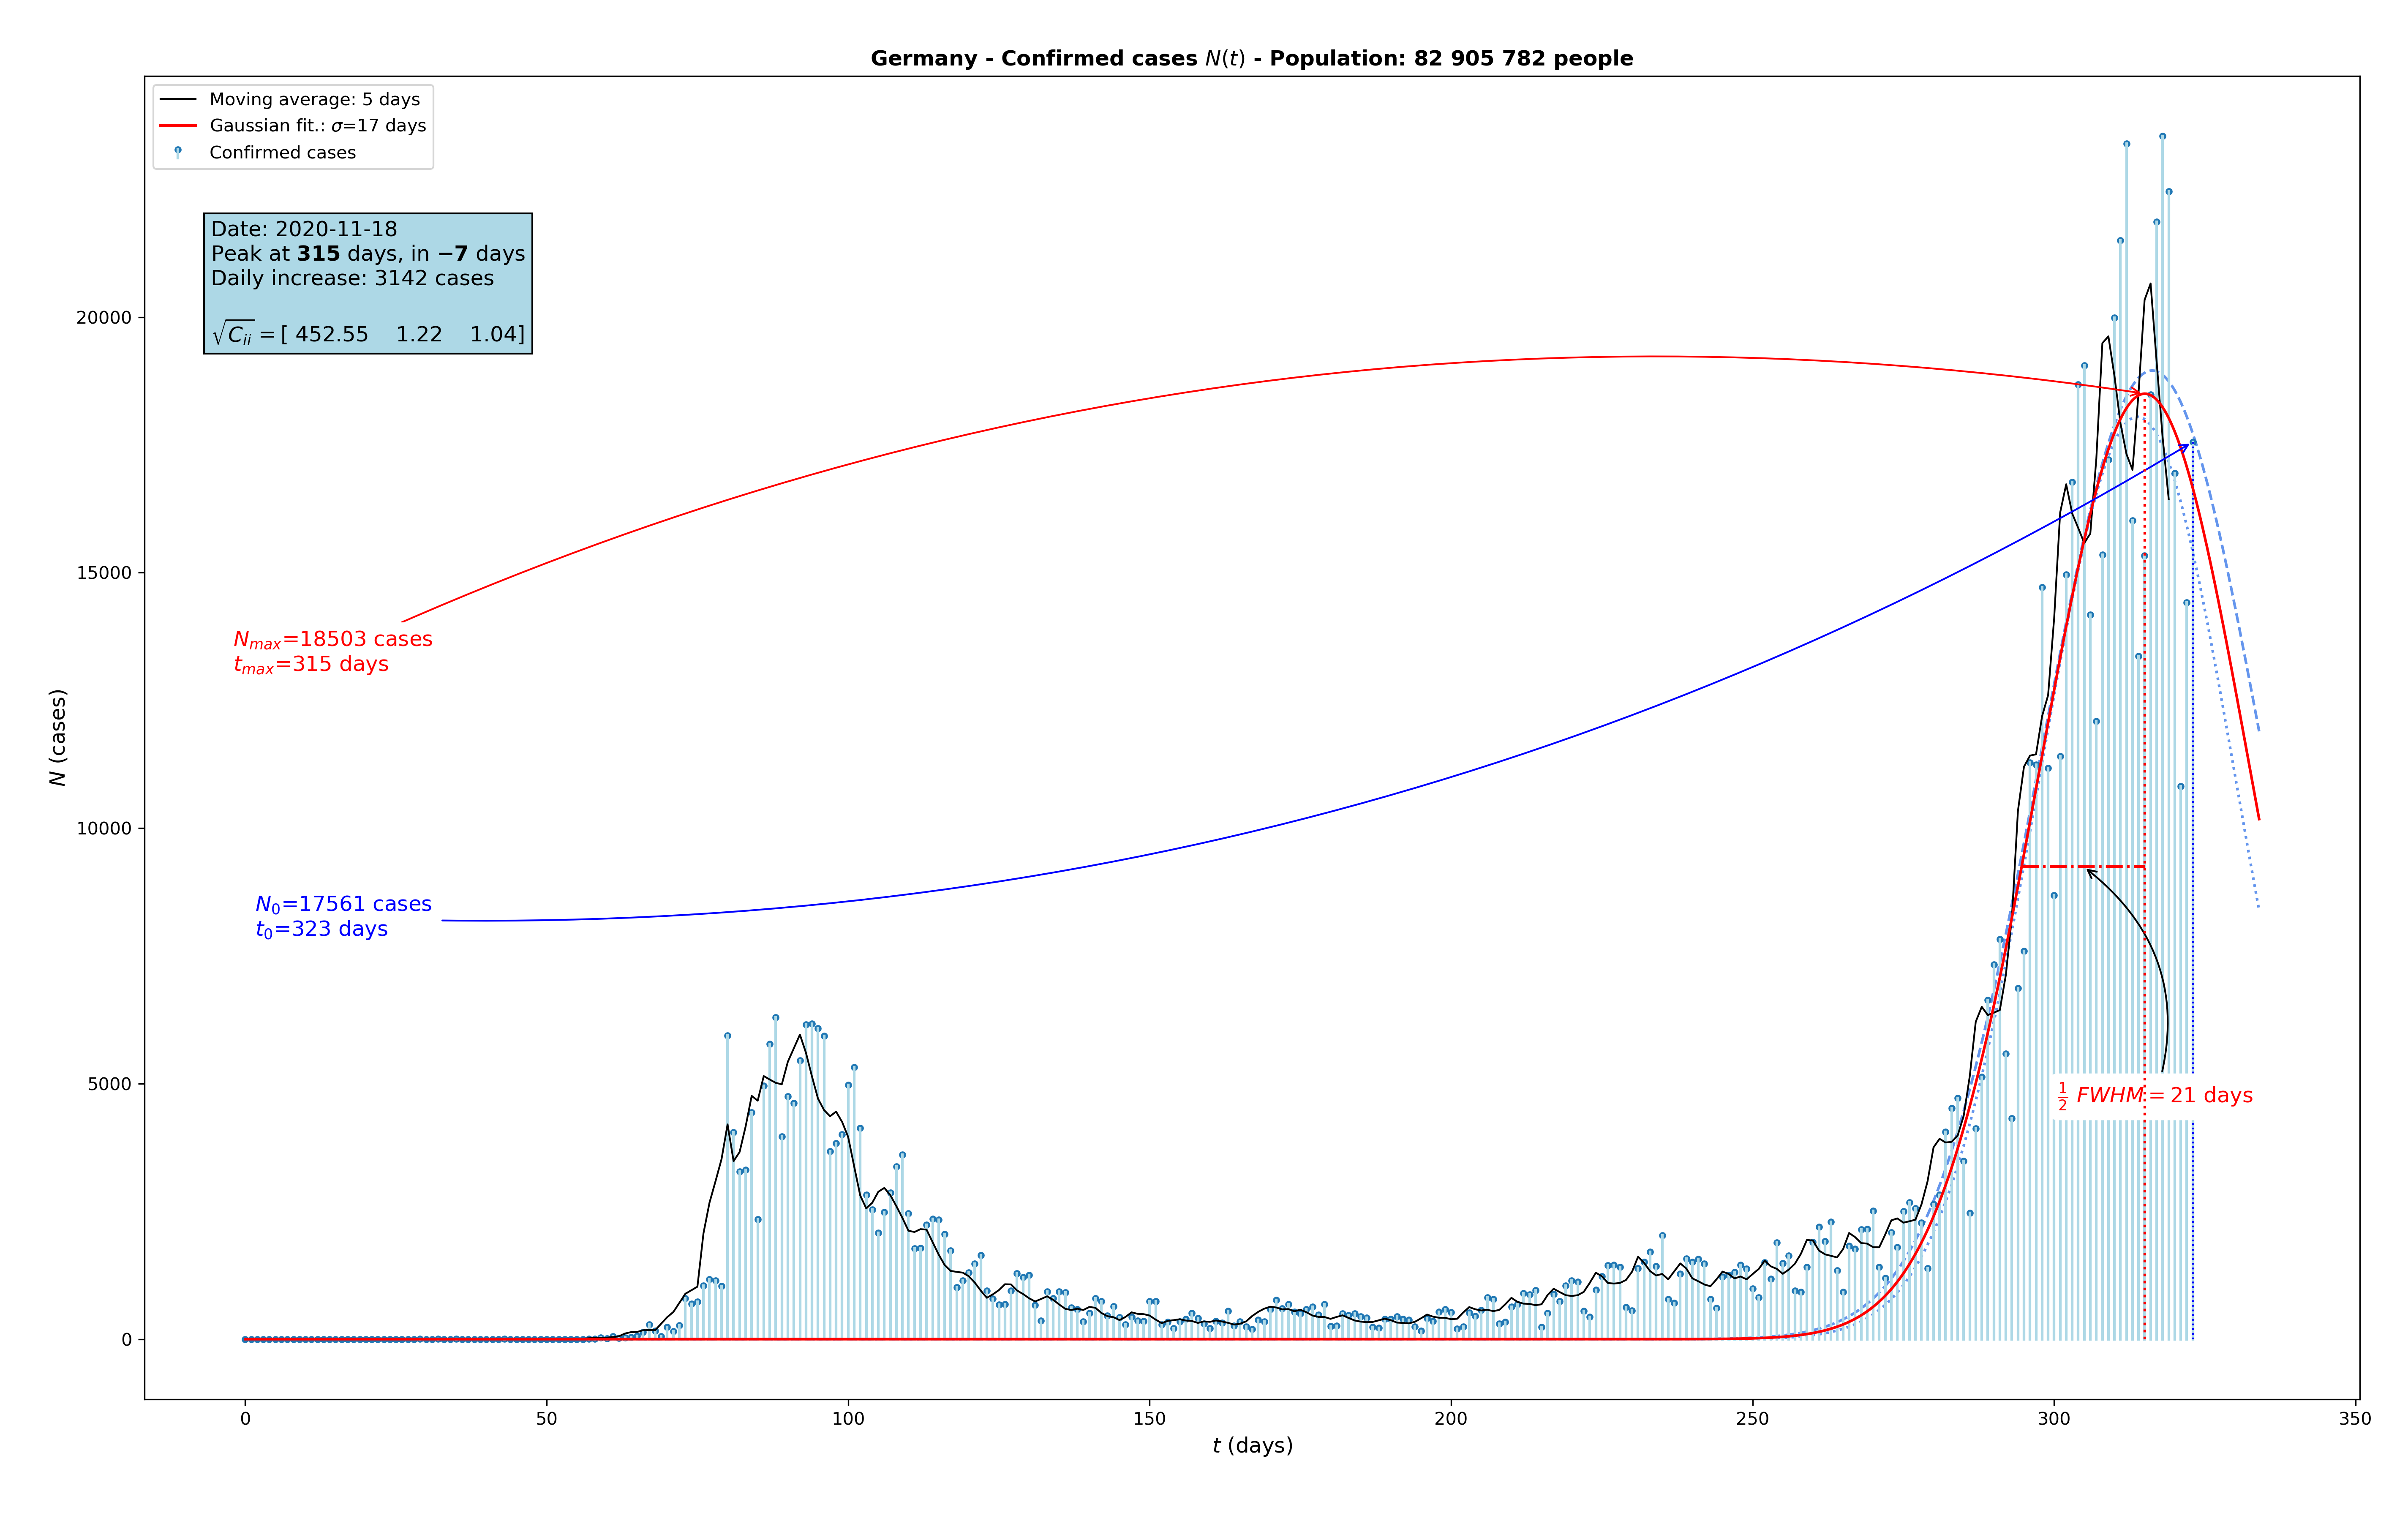 Germany - Confirmed cases N(t) - Population: 82 905 782 people
Moving average: 5 days
Gaussian fit.: σ=17 days
Confirmed cases
Date: 2020-11-18
Peak at 315 days, in −7 days
Daily increase: 3142 cases
√Cᵢᵢ = [ 452.55 1.22 1.04]
N_max=18503 cases
t_max=315 days
N₀=17561 cases
t₀=323 days
½ FWHM = 21 days
N (cases)
20000
15000
10000
5000
0
0 50 100 150 200 250 300 350
t (days)